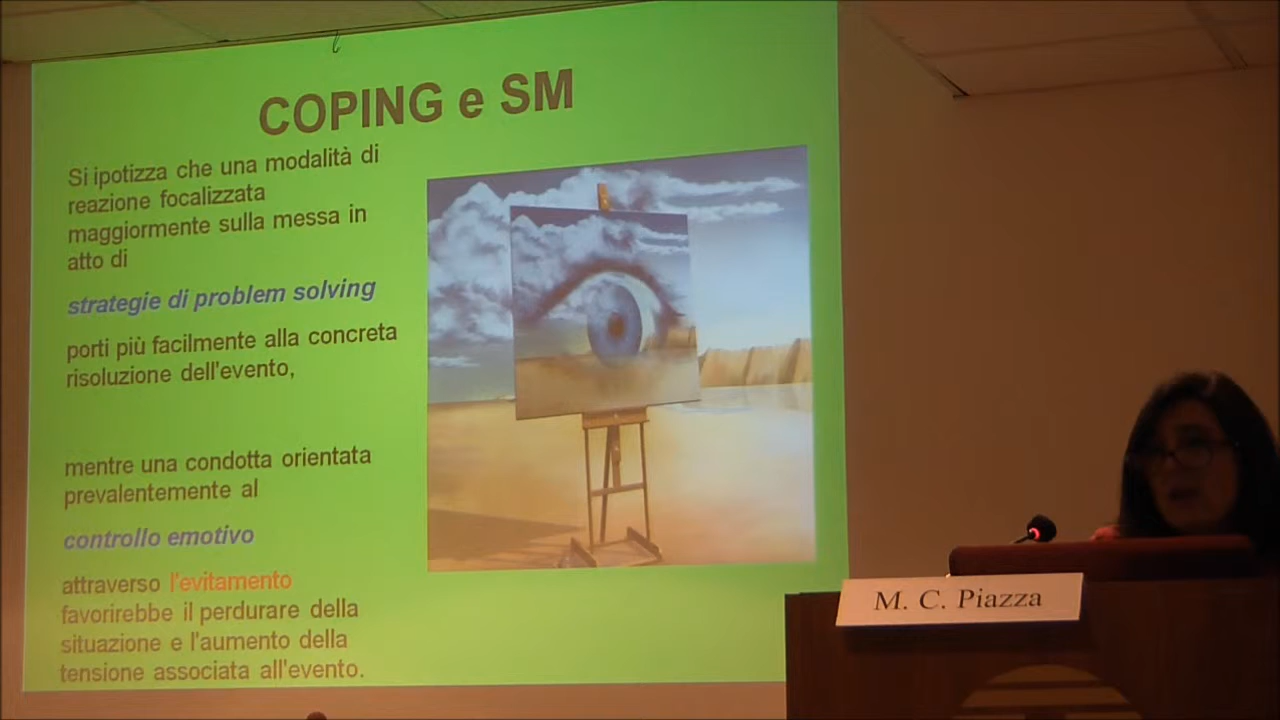 COPING e SM
Si ipotizza che una modalità di
reazione focalizzata
maggiormente sulla messa in
atto di
strategie di problem solving
porti più facilmente alla concreta
risoluzione dell'evento,
mentre una condotta orientata
prevalentemente al
controllo emotivo
attraverso l'evitamento
favorirebbe il perdurare della
situazione e l'aumento della
tensione associata all'evento.
M. C. Piazza